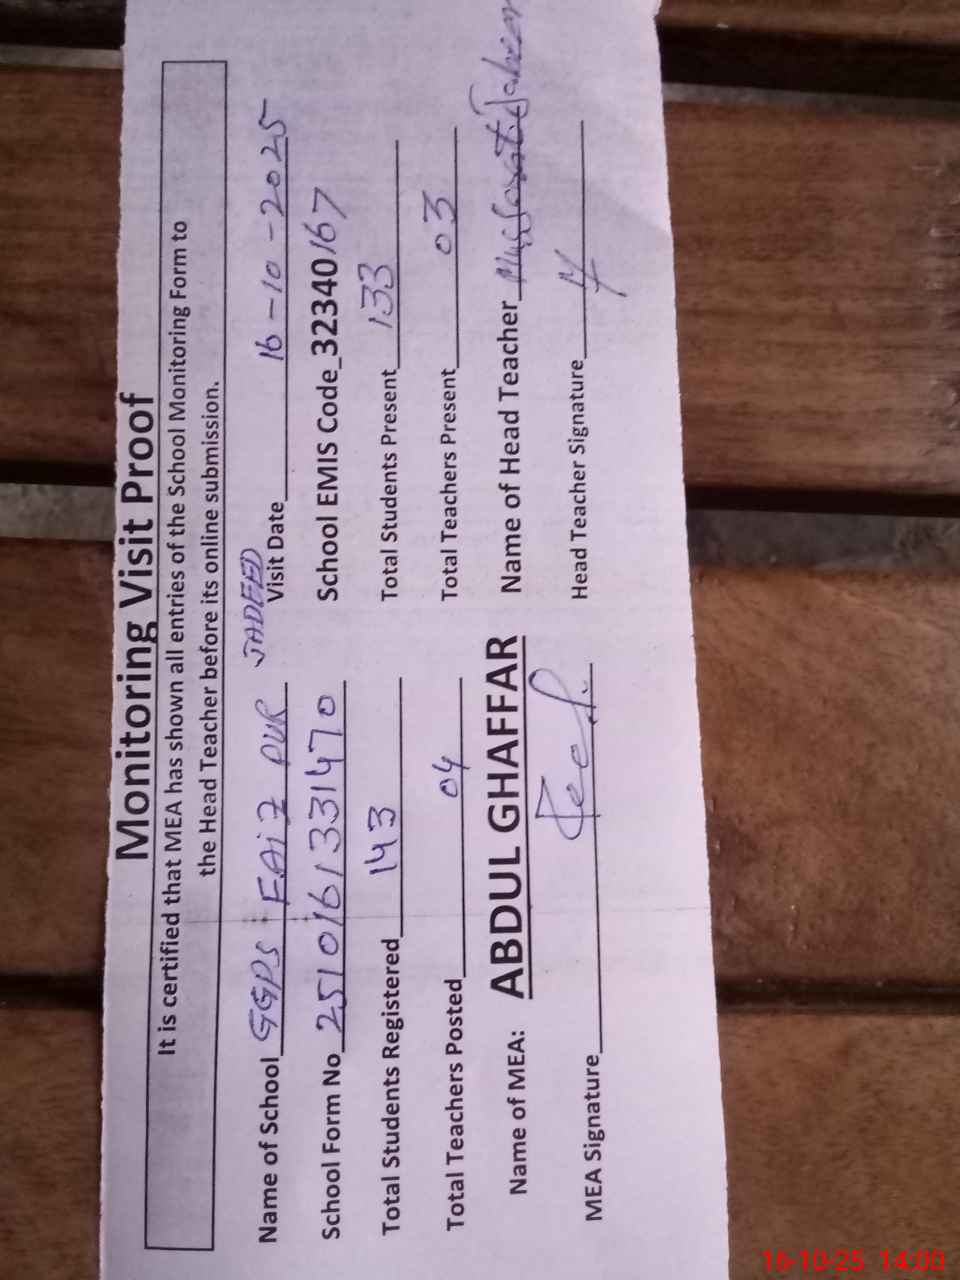 Monitoring Visit Proof
It is certified that MEA has shown all entries of the School Monitoring Form to
the Head Teacher before its online submission.
Name of School GGPS FAiZ PUR JADEED Visit Date 16-10-2025
School Form No 2510161331470 School EMIS Code_32340167
Total Students Registered 143 Total Students Present 133
Total Teachers Posted 04 Total Teachers Present 03
Name of MEA: ABDUL GHAFFAR Name of Head Teacher
MEA Signature Head Teacher Signature
16-10-25 14:00